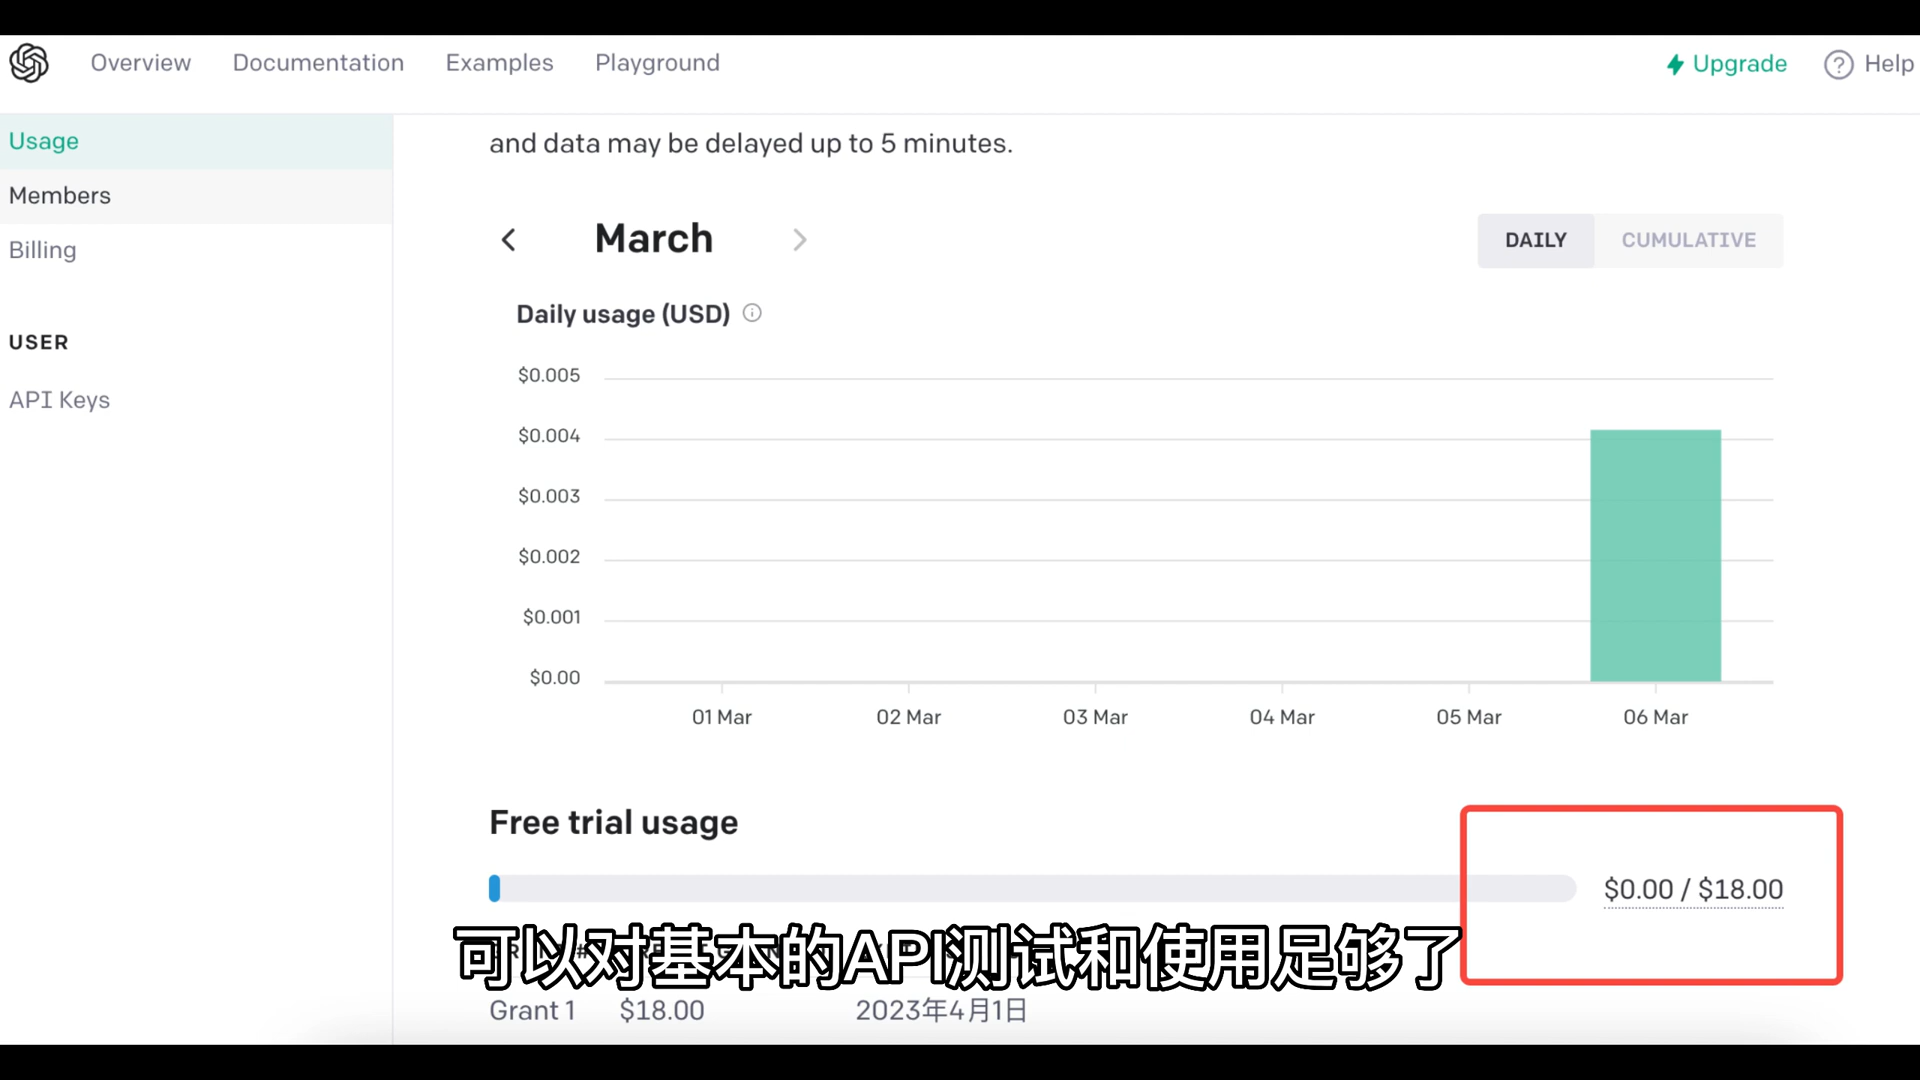 Overview Documentation Examples Playground Upgrade Help
Usage
Members
Billing
USER
API Keys
and data may be delayed up to 5 minutes.
March
DAILY CUMULATIVE
Daily usage (USD)
$0.005
$0.004
$0.003
$0.002
$0.001
$0.00
01 Mar 02 Mar 03 Mar 04 Mar 05 Mar 06 Mar
Free trial usage
$0.00 / $18.00
可以对基本的API测试和使用足够了
Grant 1 $18.00 2023年4月1日